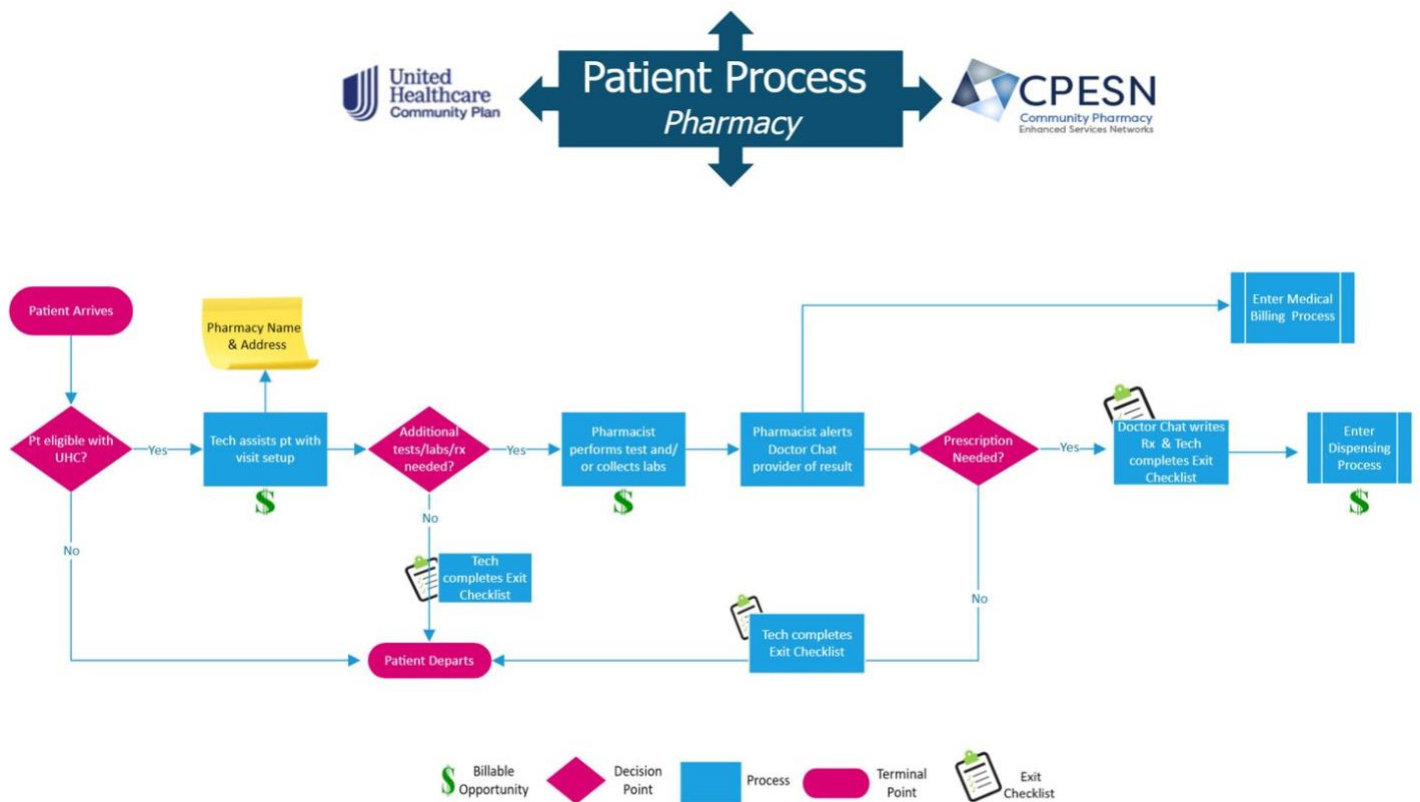 United
Healthcare
Community Plan
Patient Process
Pharmacy
CPESN
Community Pharmacy
Enhanced Services Networks
Patient Arrives
Pharmacy Name
& Address
Enter Medical
Billing Process
Pt eligible with
UHC?
Yes
Tech assists pt with
visit setup
$
Additional
tests/labs/rx
needed?
Yes
Pharmacist
performs test and/
or collects labs
$
Pharmacist alerts
Doctor Chat
provider of result
Prescription
Needed?
Yes
Doctor Chat writes
Rx & Tech
completes Exit
Checklist
Enter
Dispensing
Process
$
No
No
Tech
completes Exit
Checklist
No
Tech completes
Exit Checklist
Patient Departs
$
Billable
Opportunity
Decision
Point
Process
Terminal
Point
Exit
Checklist